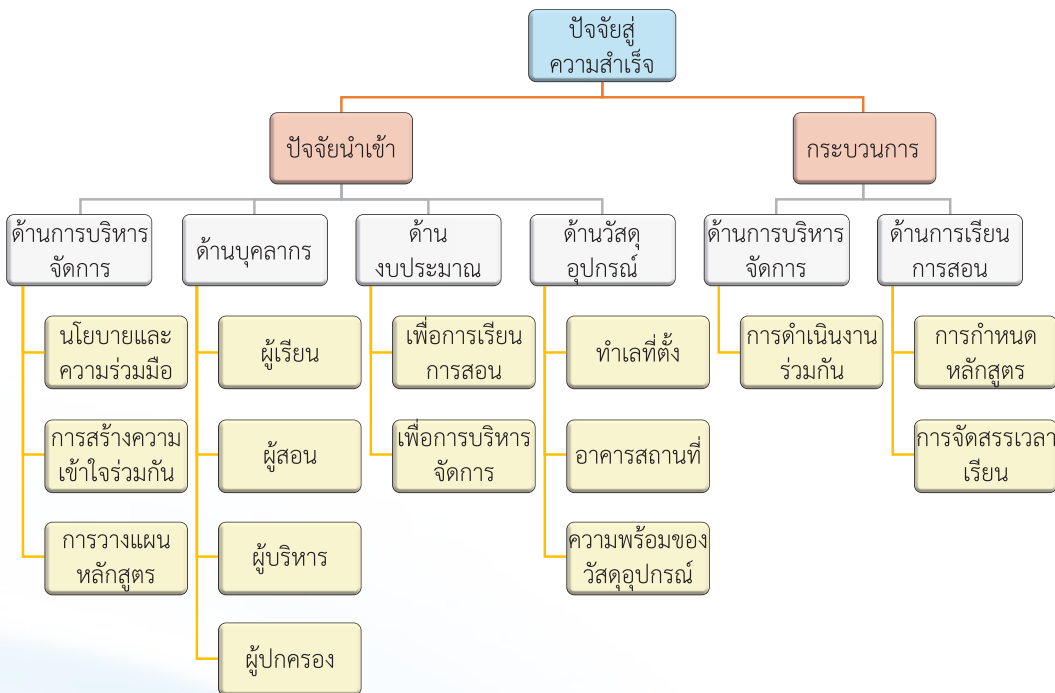 ปัจจัยสู่
ความสำเร็จ
ปัจจัยนำเข้า
กระบวนการ
ด้านการบริหาร
จัดการ
ด้านบุคลากร
ด้าน
งบประมาณ
ด้านวัสดุ
อุปกรณ์
ด้านการบริหาร
จัดการ
ด้านการเรียน
การสอน
นโยบายและ
ความร่วมมือ
ผู้เรียน
เพื่อการเรียน
การสอน
ทำเลที่ตั้ง
การดำเนินงาน
ร่วมกัน
การกำหนด
หลักสูตร
การสร้างความ
เข้าใจร่วมกัน
ผู้สอน
เพื่อการบริหาร
จัดการ
อาคารสถานที่
การจัดสรรเวลา
เรียน
การวางแผน
หลักสูตร
ผู้บริหาร
ความพร้อมของ
วัสดุอุปกรณ์
ผู้ปกครอง